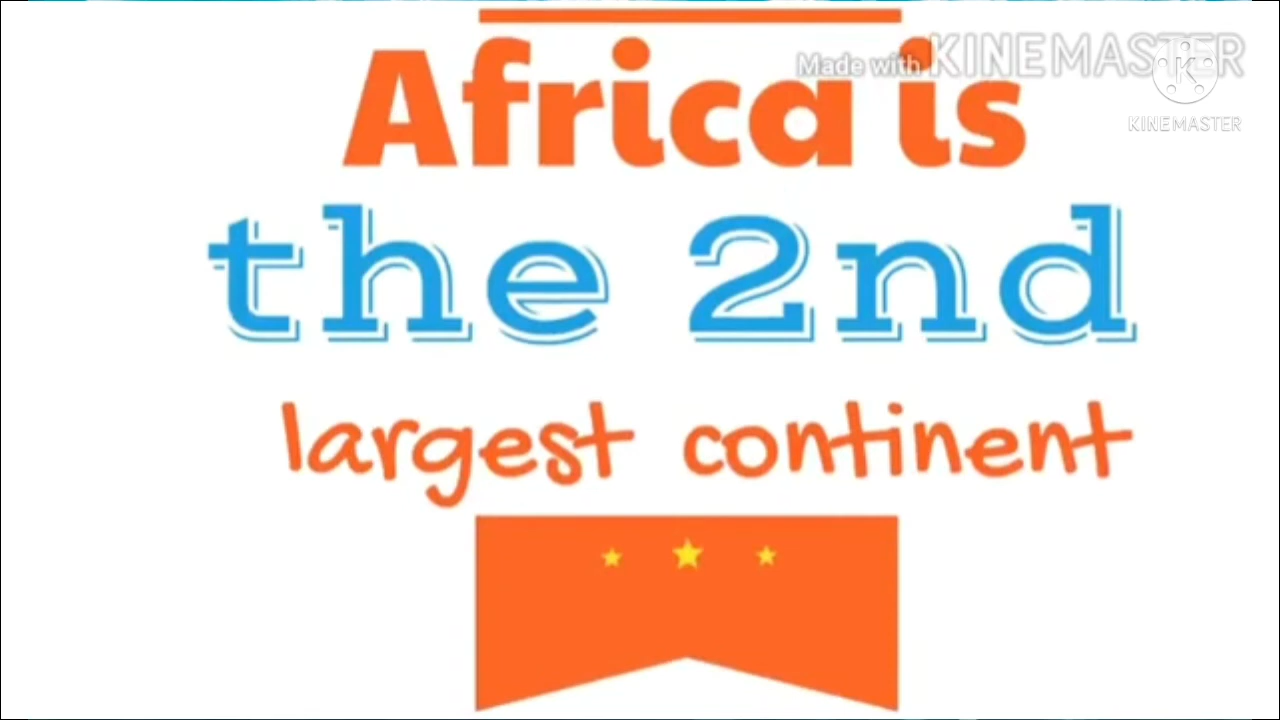 Made with KINEMASTER
KINEMASTER
Africa is
the 2nd
largest continent